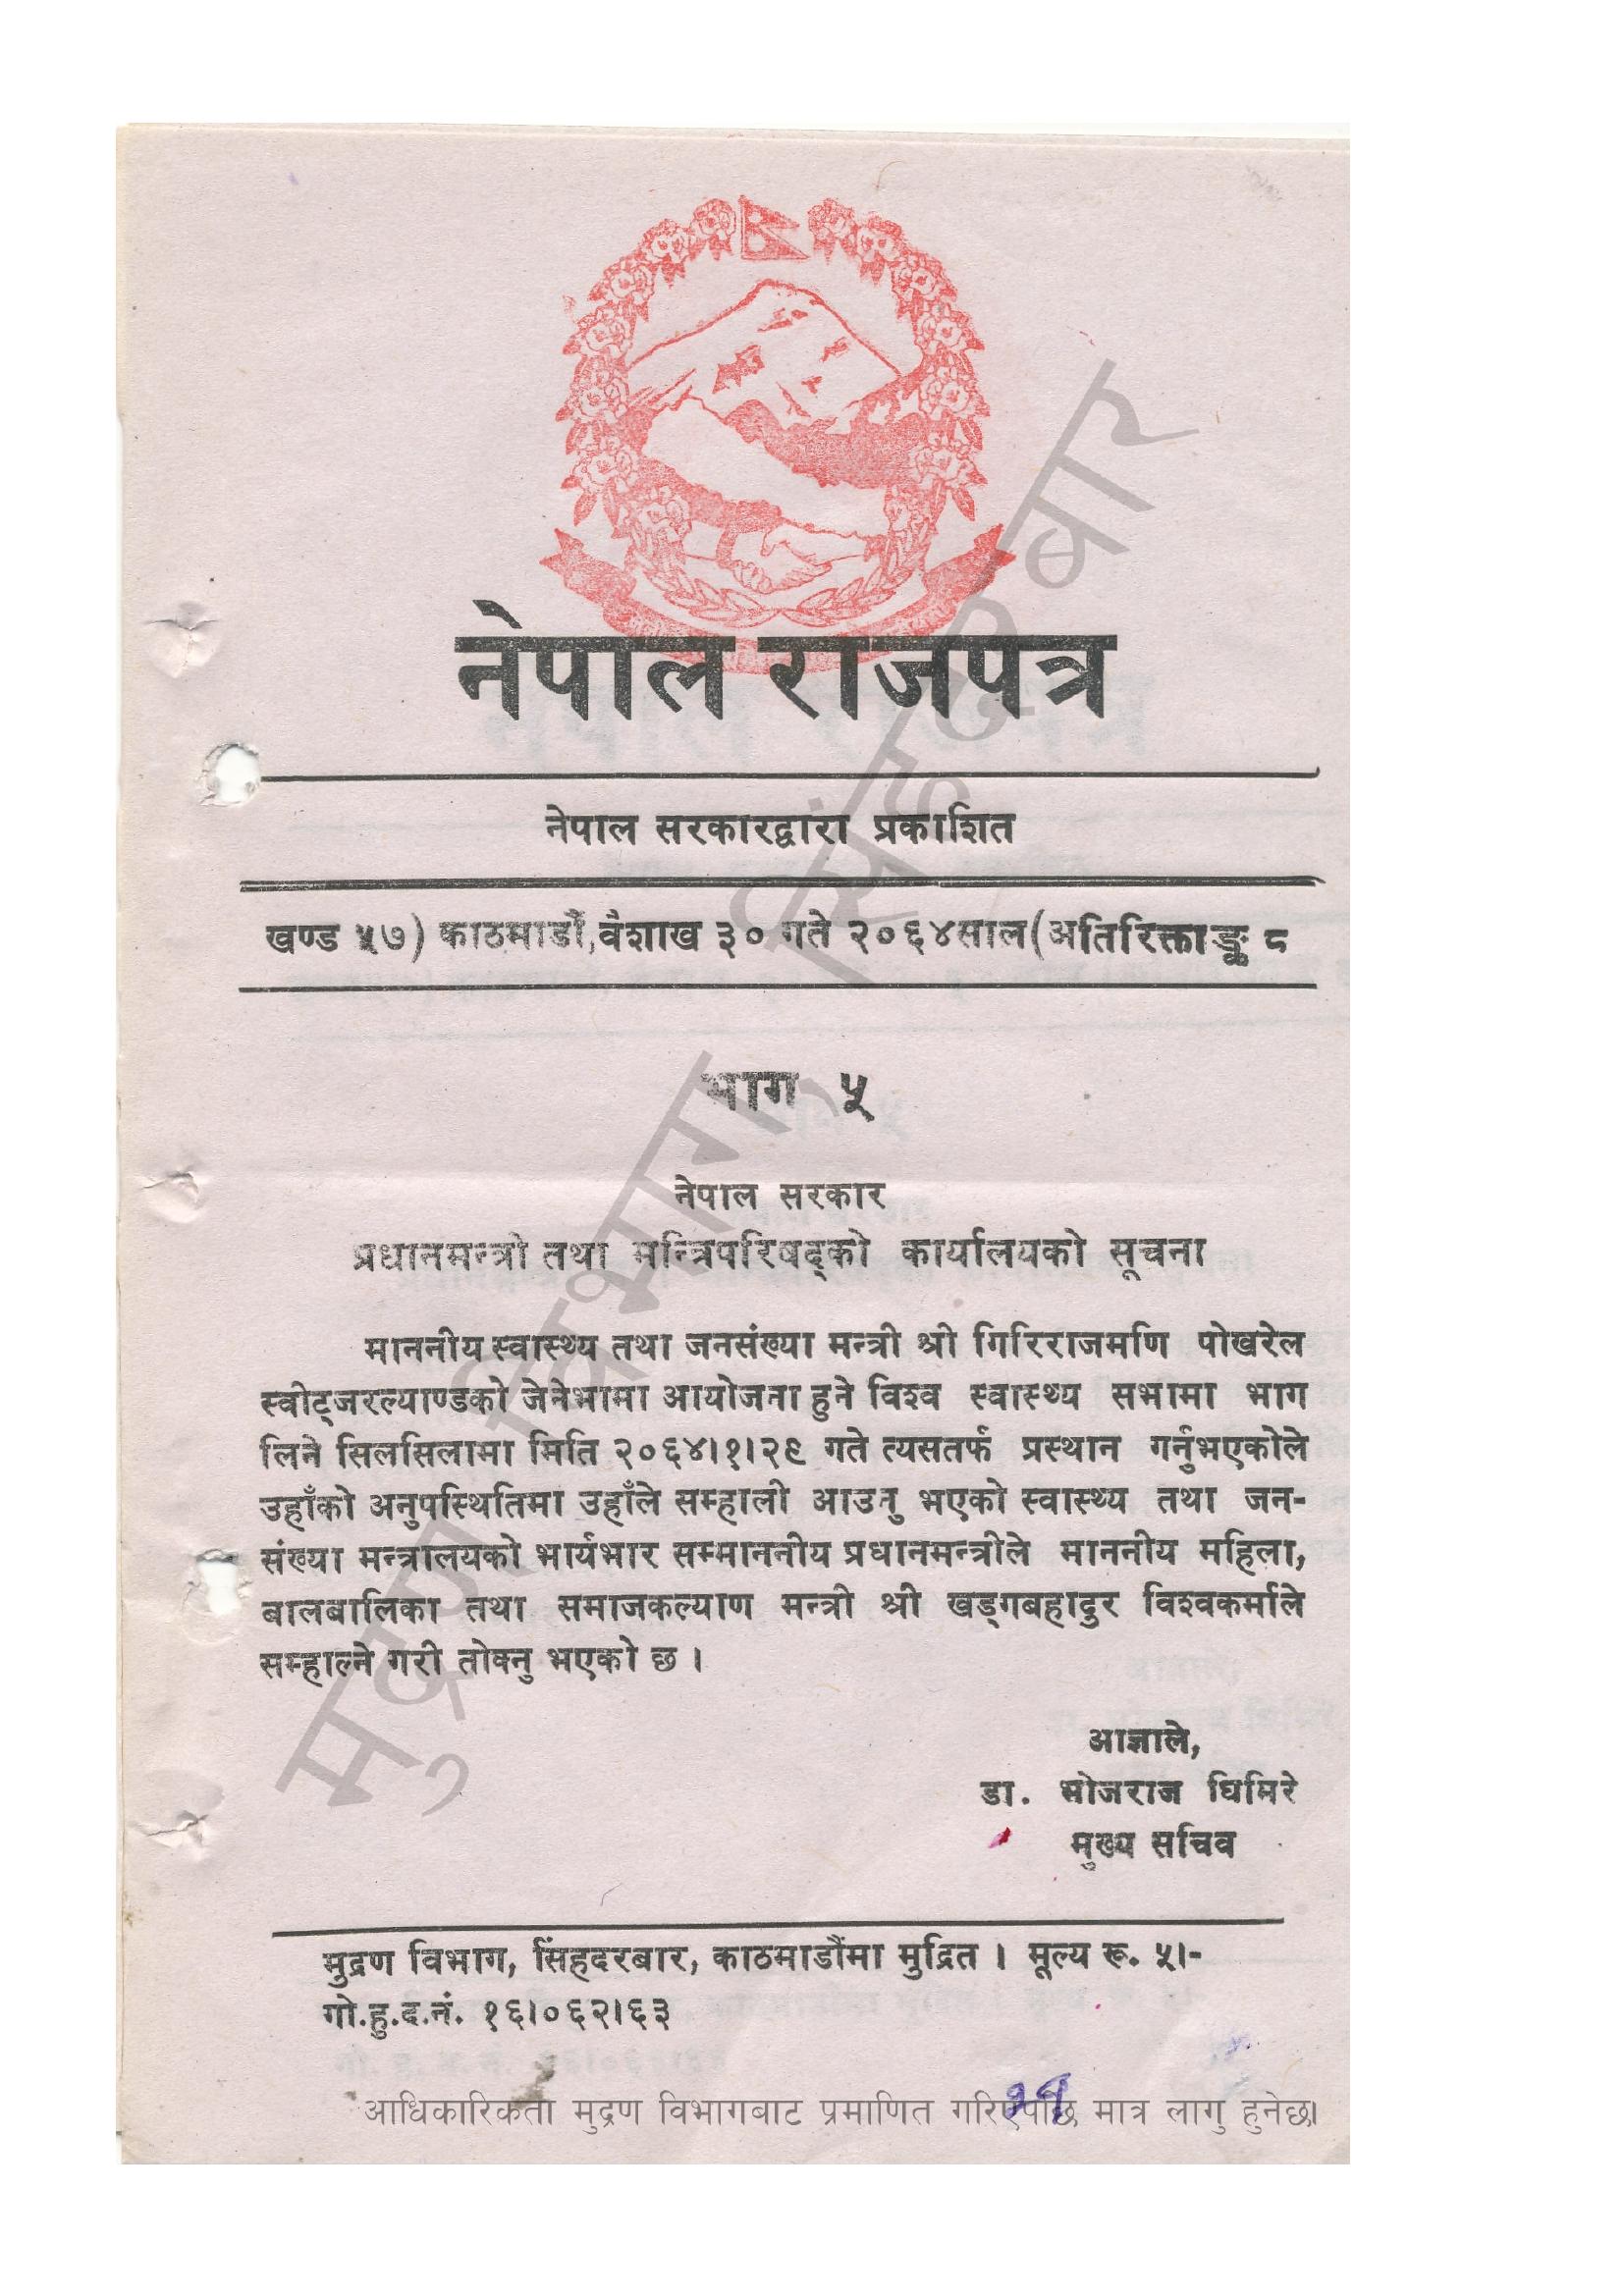 नेपाल राजपत्र
नेपाल सरकारद्वारा प्रकाशित
खण्ड ५७) काठमाडौं,वैशाख ३० गते २०६४साल(अतिरिक्ताङ्क ८
भाग ५
नेपाल सरकार
प्रधानमन्त्री तथा मन्त्रिपरिषद्को कार्यालयको सूचना
माननीय स्वास्थ्य तथा जनसंख्या मन्त्री श्री गिरिराजमणि पोखरेल
स्वीट्जरल्याण्डको जेनेभामा आयोजना हुने विश्व स्वास्थ्य सभामा भाग
लिने सिलसिलामा मिति २०६४।१।२९ गते त्यसतर्फ प्रस्थान गर्नुभएकोले
उहाँको अनुपस्थितिमा उहाँले सम्हाली आउनु भएको स्वास्थ्य तथा जन-
संख्या मन्त्रालयको भार्यभार सम्माननीय प्रधानमन्त्रीले माननीय महिला,
बालबालिका तथा समाजकल्याण मन्त्री श्री खड्गबहादुर विश्वकर्माले
सम्हाल्ने गरी तोक्नु भएको छ ।
आज्ञाले,
डा. भोजराज घिमिरे
मुख्य सचिव
मुद्रण विभाग, सिंहदरबार, काठमाडौंमा मुद्रित । मूल्य रू. ५।-
गो.हु.द.नं. १६।०६२।६३
आधिकारिकता मुद्रण विभागबाट प्रमाणित गरिएपछि मात्र लागु हुनेछ।
मुद्रण विभाग, सिंहदरबार